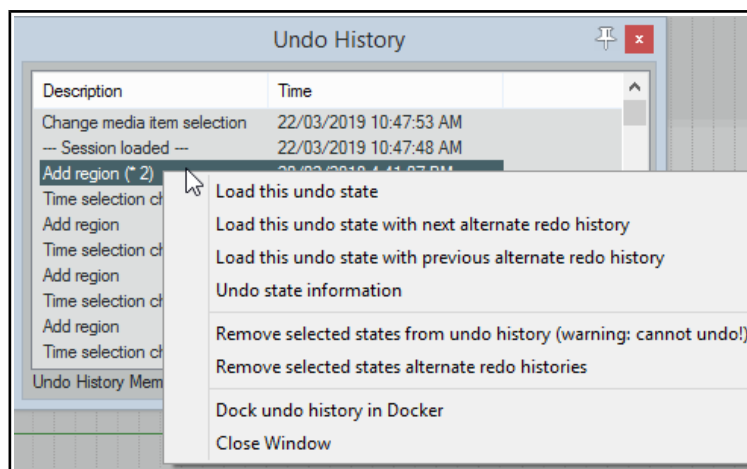 Undo History
x
Description Time
Change media item selection 22/03/2019 10:47:53 AM
--- Session loaded --- 22/03/2019 10:47:48 AM
Add region (* 2)
Time selection ch
Add region
Time selection ch
Add region
Time selection ch
Add region
Time selection ch
Undo History Mem
Load this undo state
Load this undo state with next alternate redo history
Load this undo state with previous alternate redo history
Undo state information
Remove selected states from undo history (warning: cannot undo!)
Remove selected states alternate redo histories
Dock undo history in Docker
Close Window